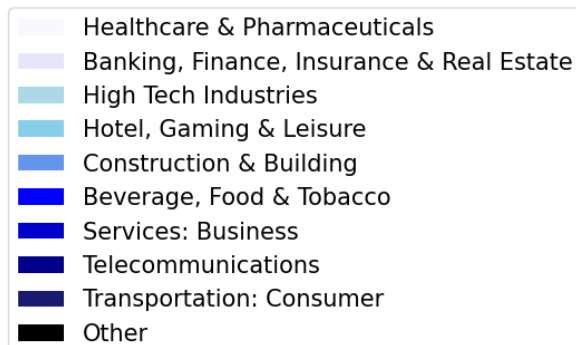 Healthcare & Pharmaceuticals
Banking, Finance, Insurance & Real Estate
High Tech Industries
Hotel, Gaming & Leisure
Construction & Building
Beverage, Food & Tobacco
Services: Business
Telecommunications
Transportation: Consumer
Other